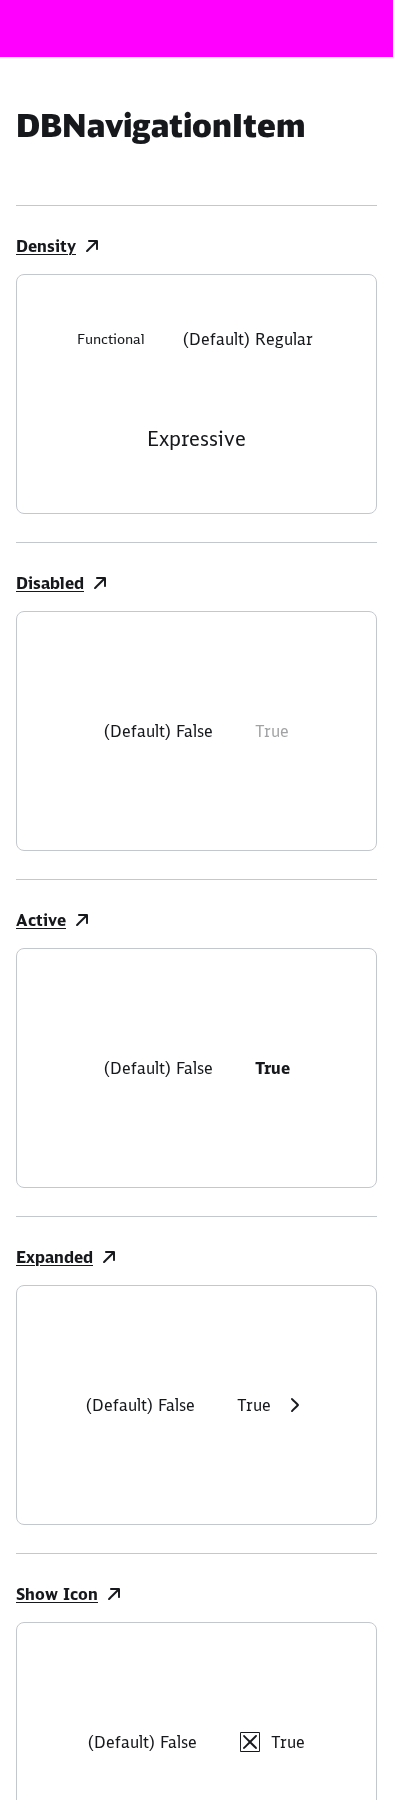 DBNavigationItem
Density
Functional (Default) Regular
Expressive
Disabled
(Default) False True
Active
(Default) False True
Expanded
(Default) False True
Show Icon
(Default) False True